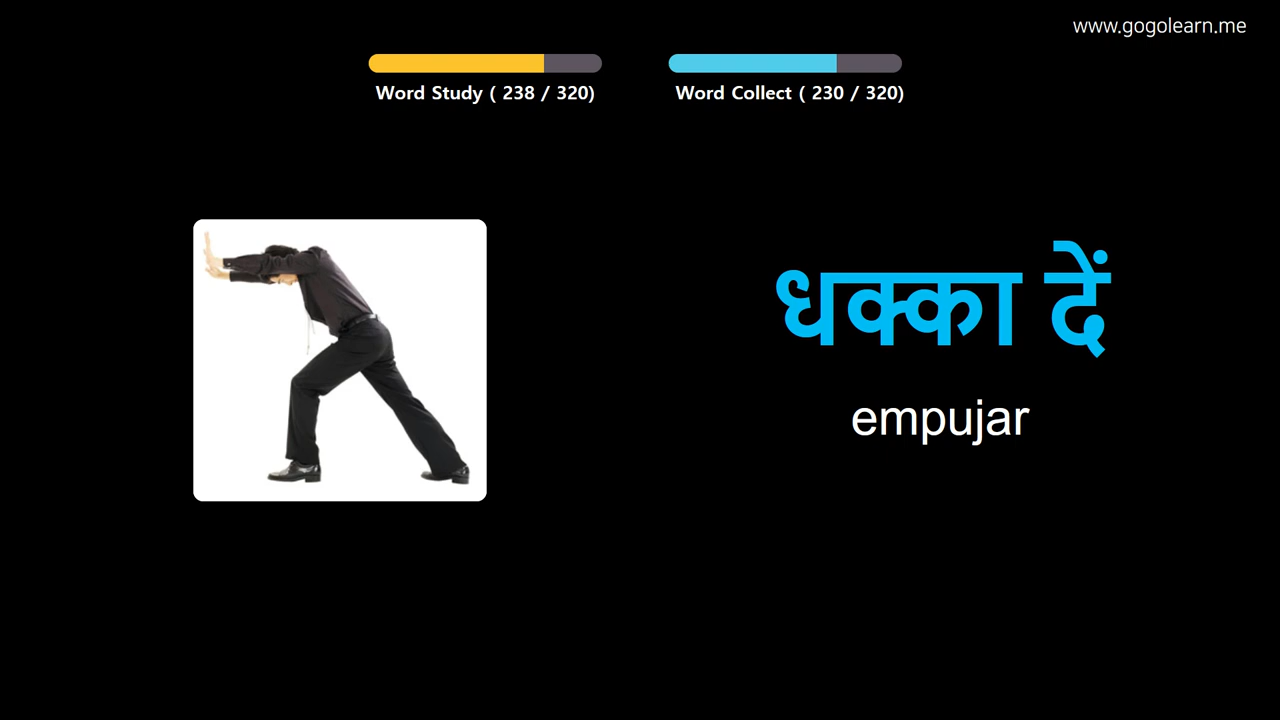 www.gogolearn.me
Word Study ( 238 / 320)
Word Collect ( 230 / 320)
धक्का दें
empujar